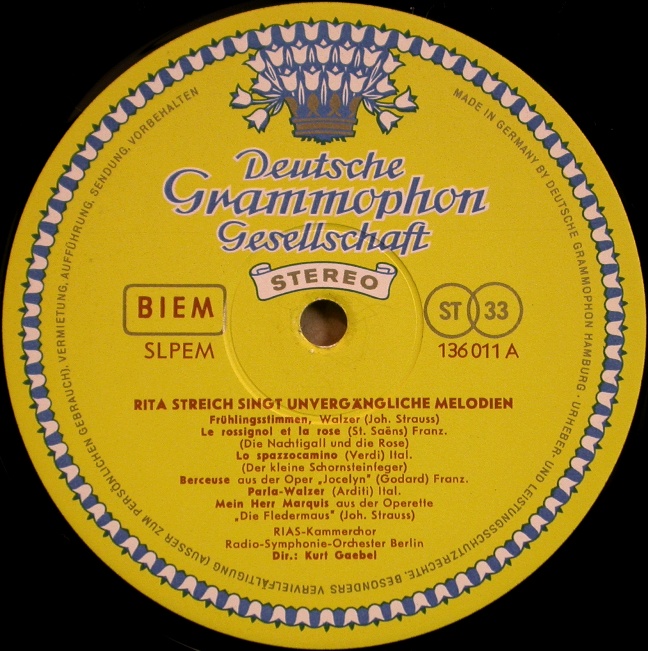 Deutsche
Grammophon
Gesellschaft
STEREO
BIEM
ST 33
SLPEM
136 011 A
RITA STREICH SINGT UNVERGÄNGLICHE MELODIEN
Frühlingsstimmen, Walzer (Joh. Strauss)
Le rossignol et la rose (St. Saëns) Franz.
(Die Nachtigall und die Rose)
Lo spazzocamino (Verdi) Ital.
(Der kleine Schornsteinfeger)
Berceuse aus der Oper „Jocelyn" (Godard) Franz.
Parla-Walzer (Arditi) Ital.
Mein Herr Marquis aus der Operette
„Die Fledermaus" (Joh. Strauss)
RIAS-Kammerchor
Radio-Symphonie-Orchester Berlin
Dir.: Kurt Gaebel
MADE IN GERMANY BY DEUTSCHE GRAMMOPHON HAMBURG · URHEBER- UND LEISTUNGSSCHUTZRECHTE, BESONDERS VERVIELFÄLTIGUNG (AUSSER ZUM PERSÖNLICHEN GEBRAUCH), VERMIETUNG, AUFFÜHRUNG, SENDUNG, VORBEHALTEN